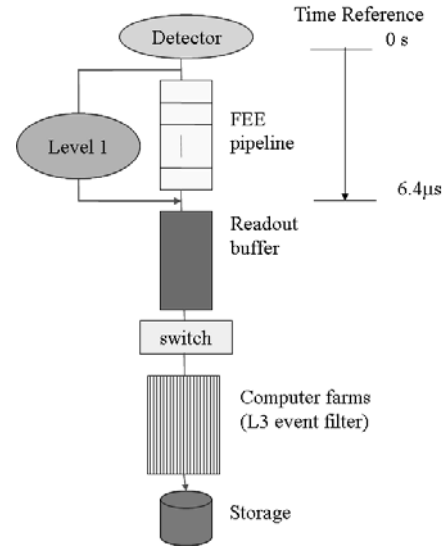 Time Reference
Detector
0 s
FEE
pipeline
Level 1
6.4μs
Readout
buffer
switch
Computer farms
(L3 event filter)
Storage